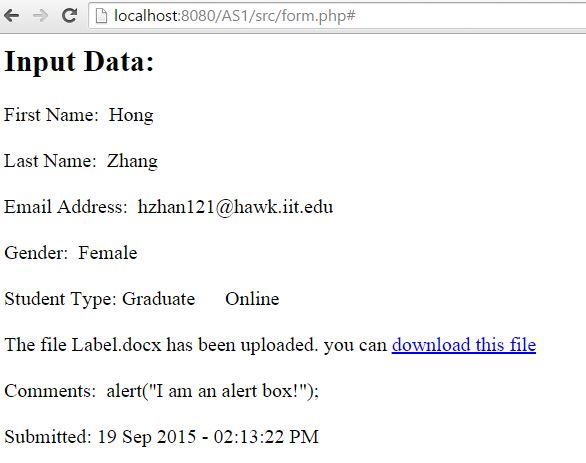 localhost:8080/AS1/src/form.php#
Input Data:
First Name: Hong
Last Name: Zhang
Email Address: hzhan121@hawk.iit.edu
Gender: Female
Student Type: Graduate Online
The file Label.docx has been uploaded. you can download this file
Comments: alert("I am an alert box!");
Submitted: 19 Sep 2015 - 02:13:22 PM